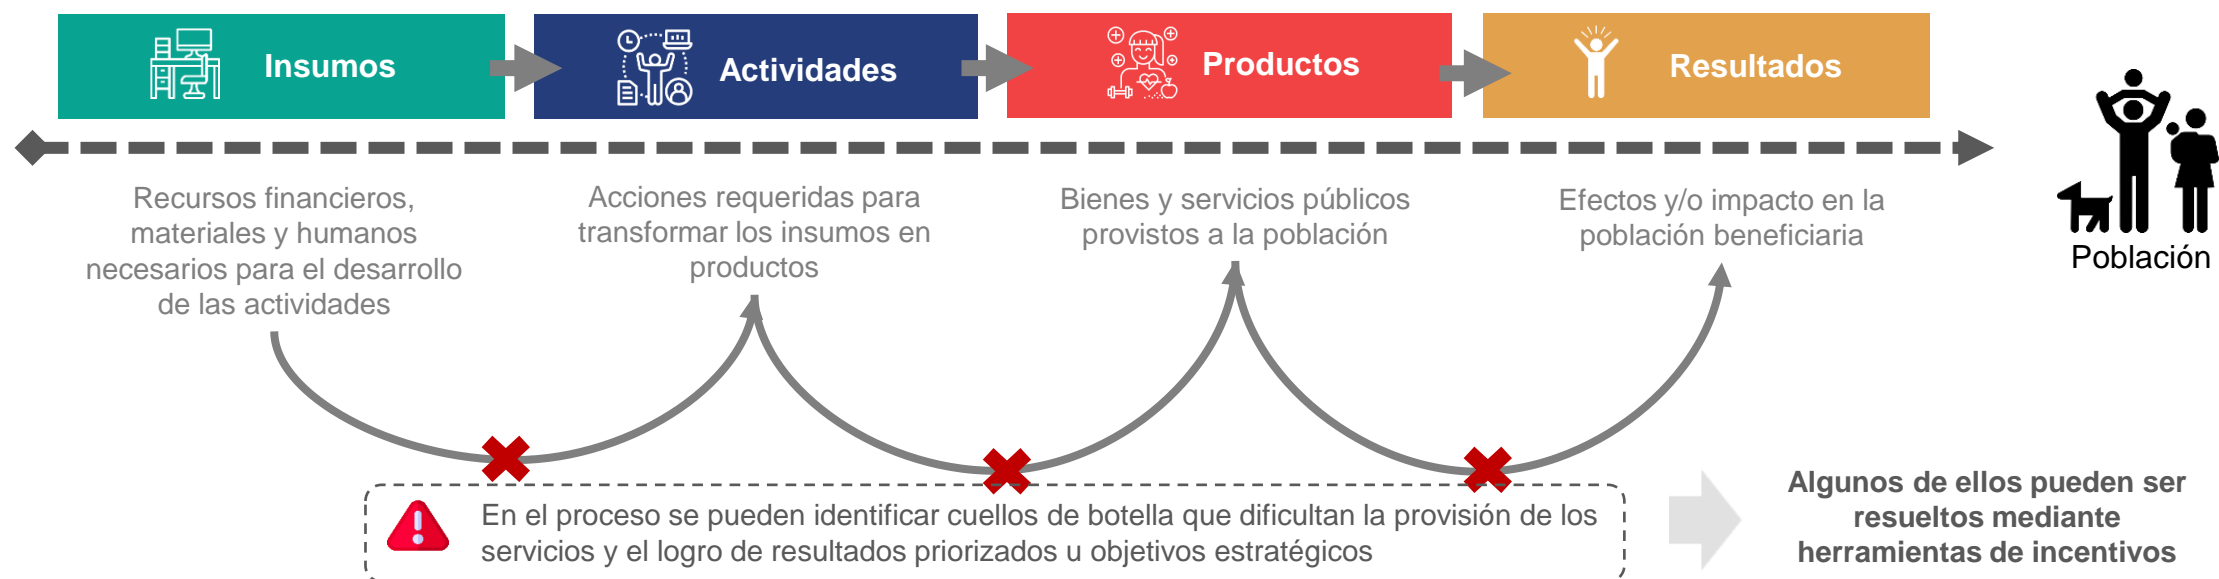 Insumos
Actividades
Productos
Resultados
Recursos financieros,
materiales y humanos
necesarios para el desarrollo
de las actividades
Acciones requeridas para
transformar los insumos en
productos
Bienes y servicios públicos
provistos a la población
Efectos y/o impacto en la
población beneficiaria
Población
En el proceso se pueden identificar cuellos de botella que dificultan la provisión de los
servicios y el logro de resultados priorizados u objetivos estratégicos
Algunos de ellos pueden ser
resueltos mediante
herramientas de incentivos